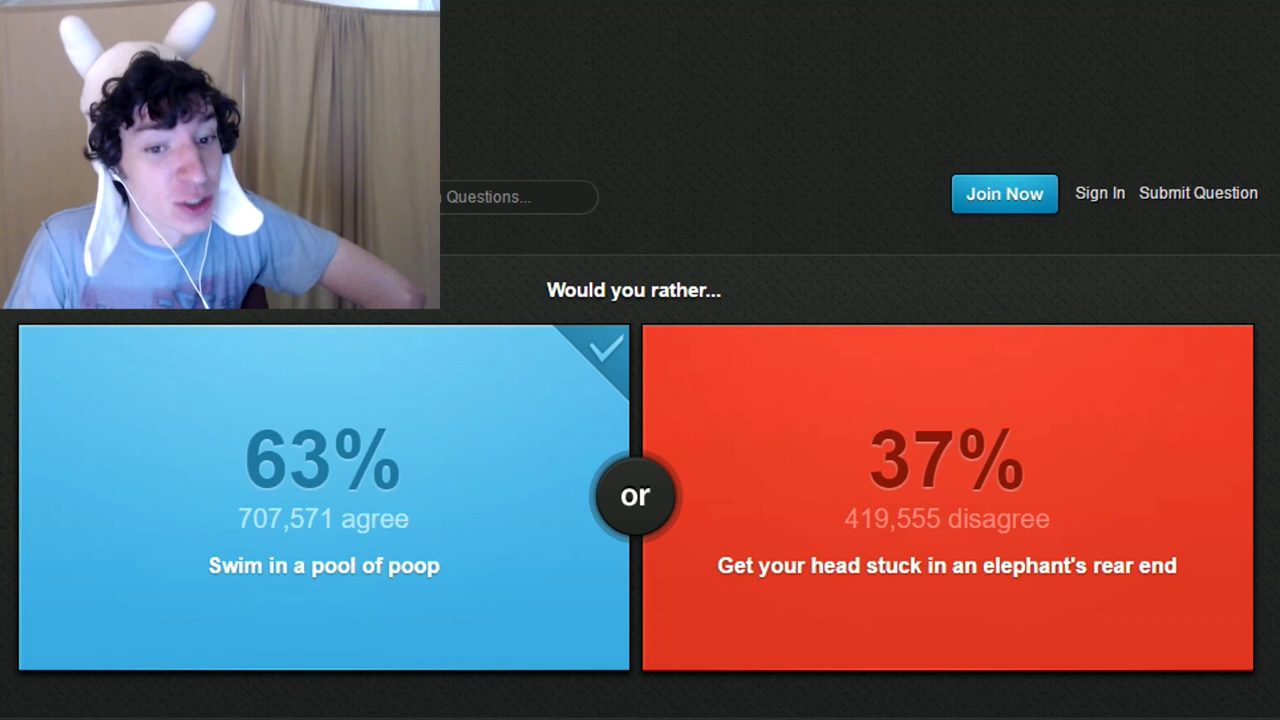 Questions...
Join Now
Sign In
Submit Question
Would you rather...
63%
707,571 agree
Swim in a pool of poop
or
37%
419,555 disagree
Get your head stuck in an elephant's rear end